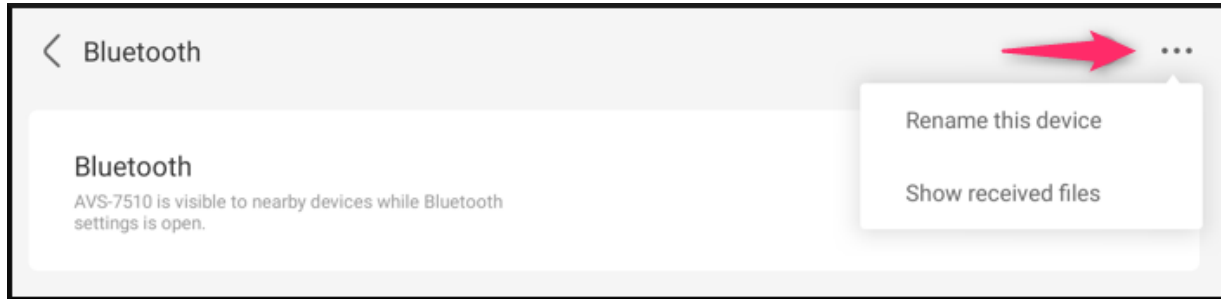 Bluetooth
Rename this device
Bluetooth
AVS-7510 is visible to nearby devices while Bluetooth
settings is open.
Show received files